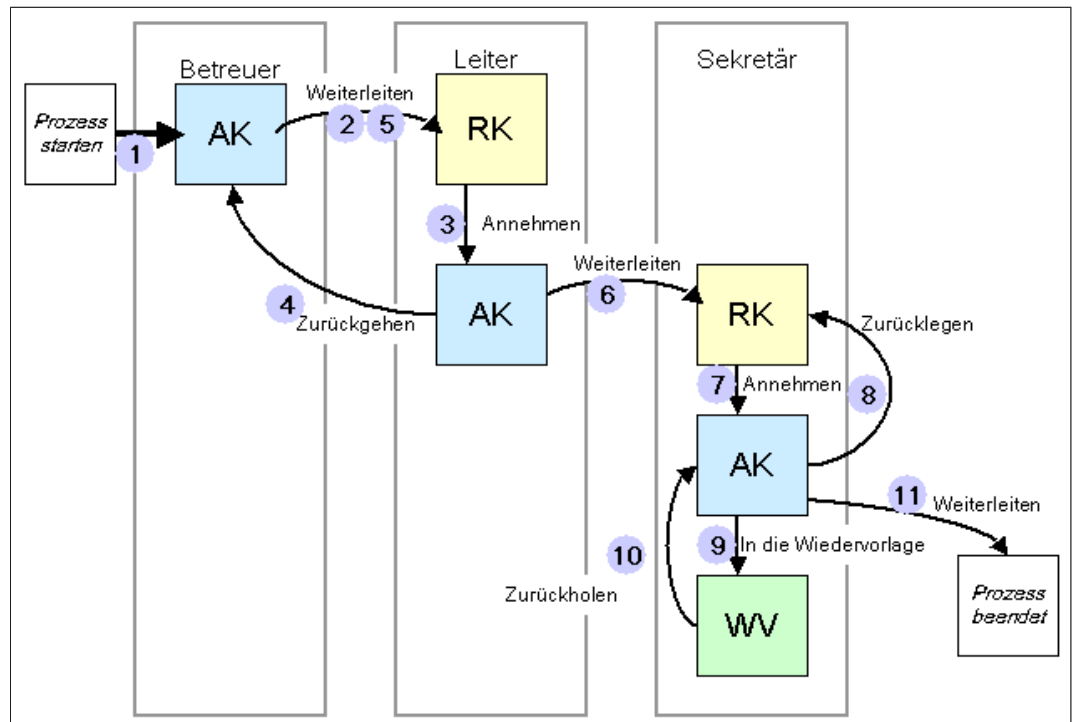 Betreuer
Leiter
Sekretär
Prozess
starten
1
AK
Weiterleiten
2 5
RK
3
Annehmen
4
Zurückgehen
AK
Weiterleiten
6
RK
Zurücklegen
7
Annehmen
8
AK
11
Weiterleiten
10
Zurückholen
9
In die Wiedervorlage
WV
Prozess
beendet